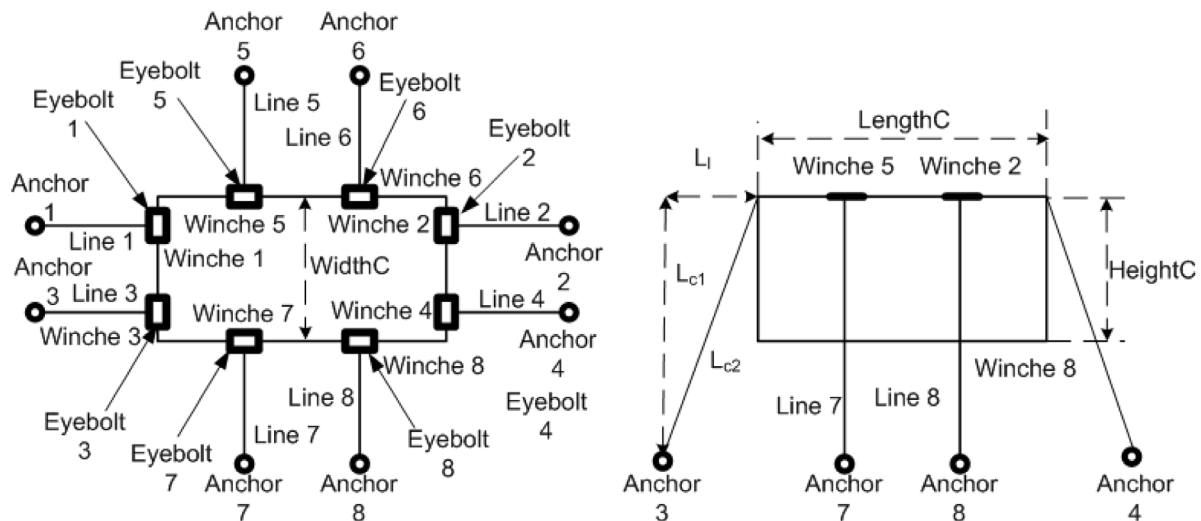 Anchor
5
Anchor
6
Eyebolt
5
Eyebolt
1
Line 5
Line 6
Eyebolt
6
Eyebolt
2
Anchor
1
Line 1
Winche 5
Winche 6
Winche 2
Line 2
Anchor
2
Winche 1
WidthC
Anchor
3
Line 3
Winche 3
Winche 7
Winche 4
Line 4
Anchor
4
Winche 8
Eyebolt
3
Eyebolt
7
Line 7
Line 8
Eyebolt
8
Eyebolt
4
Anchor
7
Anchor
8
LengthC
Ll
Winche 5
Winche 2
Lc1
HeightC
Lc2
Winche 8
Line 7
Line 8
Anchor
3
Anchor
7
Anchor
8
Anchor
4